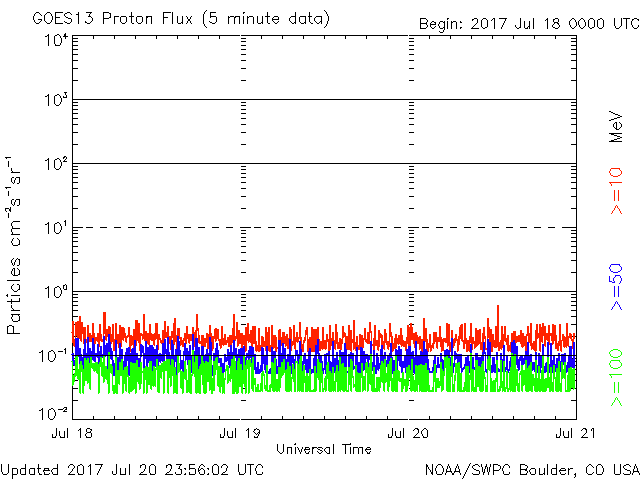 GOES13 Proton Flux (5 minute data)
Begin: 2017 Jul 18 0000 UTC
10⁴
10³
10²
10¹
10⁰
10⁻¹
10⁻²
Particles cm⁻²s⁻¹sr⁻¹
MeV
>=10
>=50
>=100
Jul 18
Jul 19
Jul 20
Jul 21
Universal Time
Updated 2017 Jul 20 23:56:02 UTC
NOAA/SWPC Boulder, CO USA